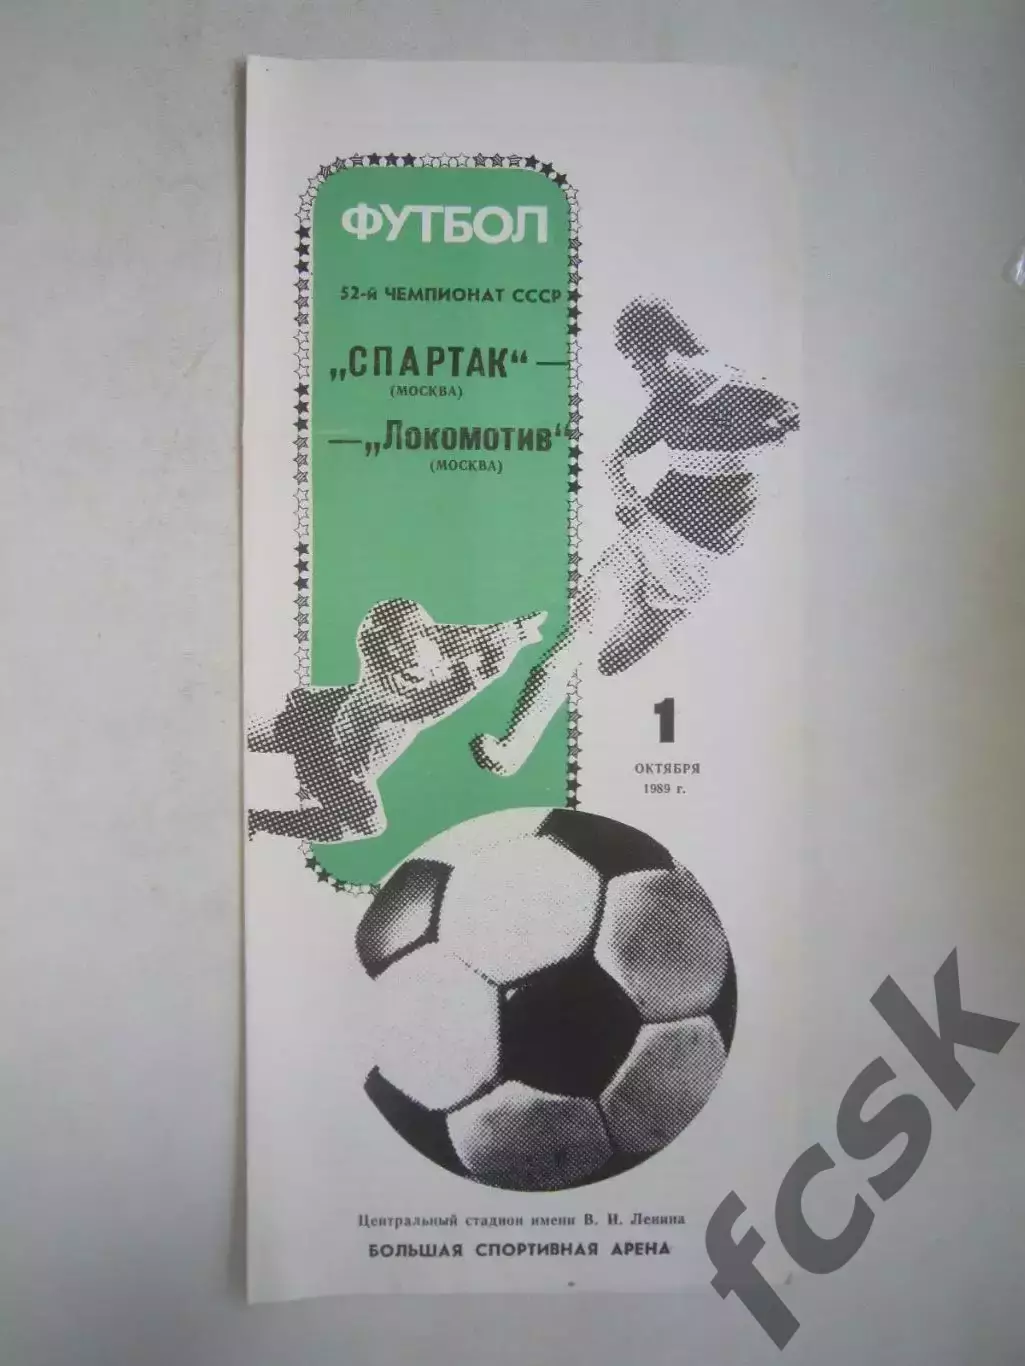 ФУТБОЛ
52-й ЧЕМПИОНАТ СССР
„СПАРТАК“ —
(МОСКВА)
— „ЛОКОМОТИВ“
(МОСКВА)
1
ОКТЯБРЯ
1989 г.
Центральный стадион имени В. И. Ленина
БОЛЬШАЯ СПОРТИВНАЯ АРЕНА
fcsk